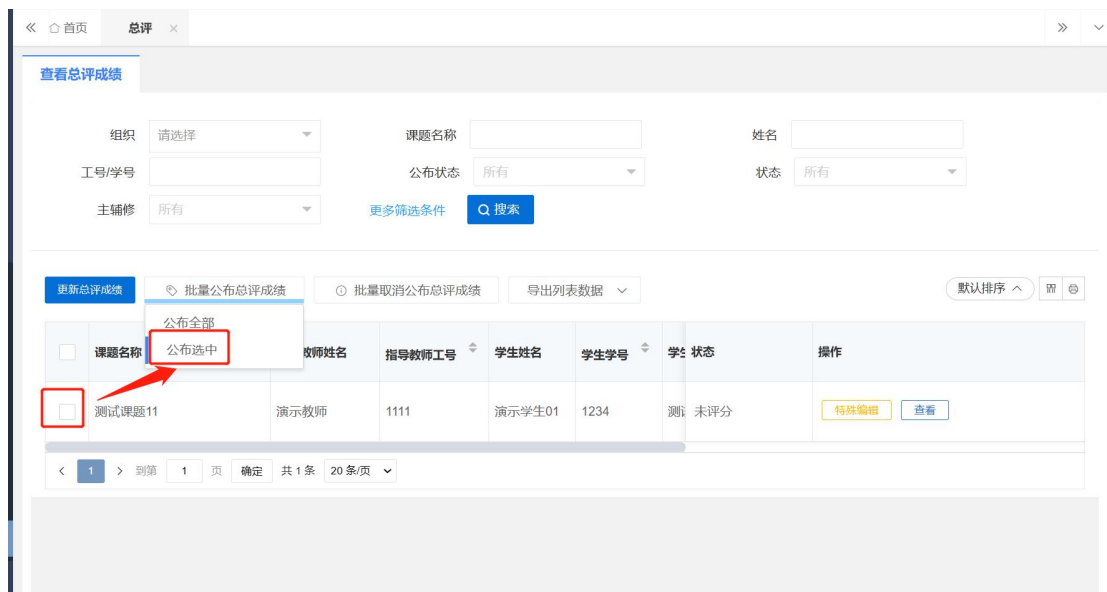 首页 总评
查看总评成绩
组织 请选择 课题名称 姓名
工号/学号 公布状态 所有 状态 所有
主辅修 所有 更多筛选条件 搜索
更新总评成绩 批量公布总评成绩 批量取消公布总评成绩 导出列表数据 默认排序
公布全部
公布选中
课题名称 教师姓名 指导教师工号 学生姓名 学生学号 状态 操作
测试课题11 演示教师 1111 演示学生01 1234 未评分 特殊编辑 查看
1 到第 1 页 确定 共 1 条 20 条/页